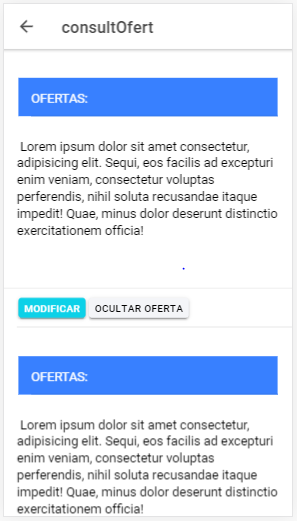 consultOfert
OFERTAS:
Lorem ipsum dolor sit amet consectetur,
adipisicing elit. Sequi, eos facilis ad excepturi
enim veniam, consectetur voluptas
perferendis, nihil soluta recusandae itaque
impedit! Quae, minus dolor deserunt distinctio
exercitationem officia!
MODIFICAR OCULTAR OFERTA
OFERTAS:
Lorem ipsum dolor sit amet consectetur,
adipisicing elit. Sequi, eos facilis ad excepturi
enim veniam, consectetur voluptas
perferendis, nihil soluta recusandae itaque
impedit! Quae, minus dolor deserunt distinctio
exercitationem officia!